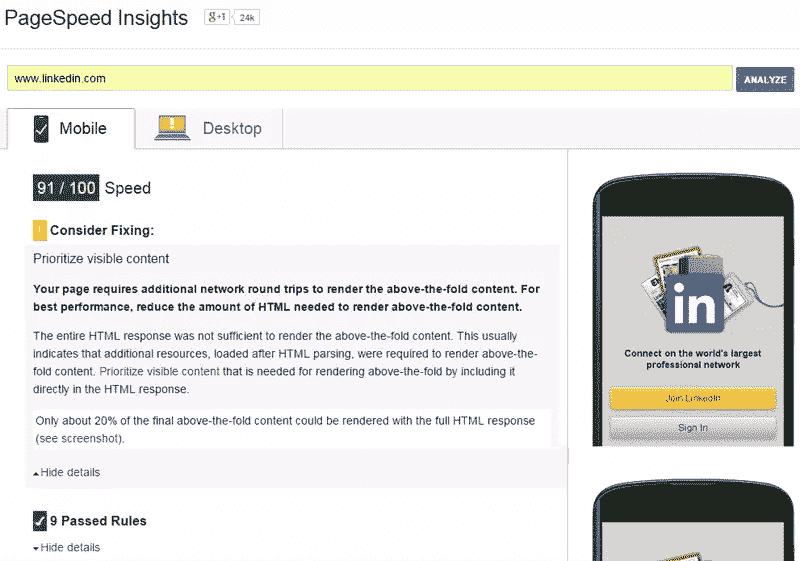 PageSpeed Insights
g+1 24k
www.linkedin.com
ANALYZE
Mobile
Desktop
91 / 100 Speed
! Consider Fixing:
Prioritize visible content
Your page requires additional network round trips to render the above-the-fold content. For
best performance, reduce the amount of HTML needed to render above-the-fold content.
The entire HTML response was not sufficient to render the above-the-fold content. This usually
indicates that additional resources, loaded after HTML parsing, were required to render above-the-
fold content. Prioritize visible content that is needed for rendering above-the-fold by including it
directly in the HTML response.
Only about 20% of the final above-the-fold content could be rendered with the full HTML response
(see screenshot).
Hide details
9 Passed Rules
Hide details
in
Connect on the world's largest
professional network
Join LinkedIn
Sign In